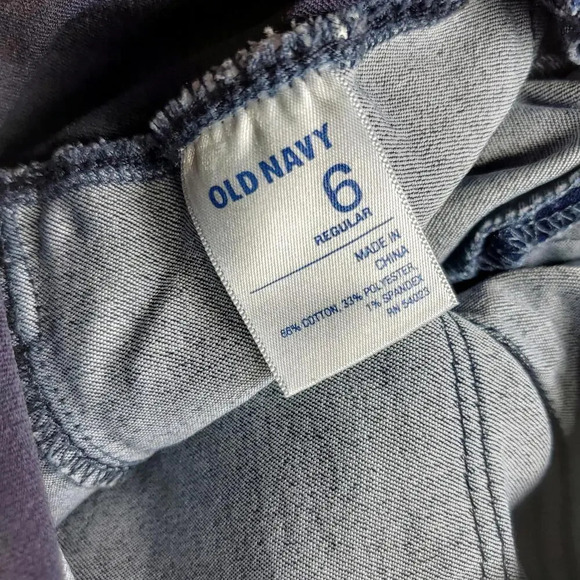 OLD NAVY
6
REGULAR
MADE IN
CHINA
66% COTTON, 33% POLYESTER,
1% SPANDEX
RN 54023